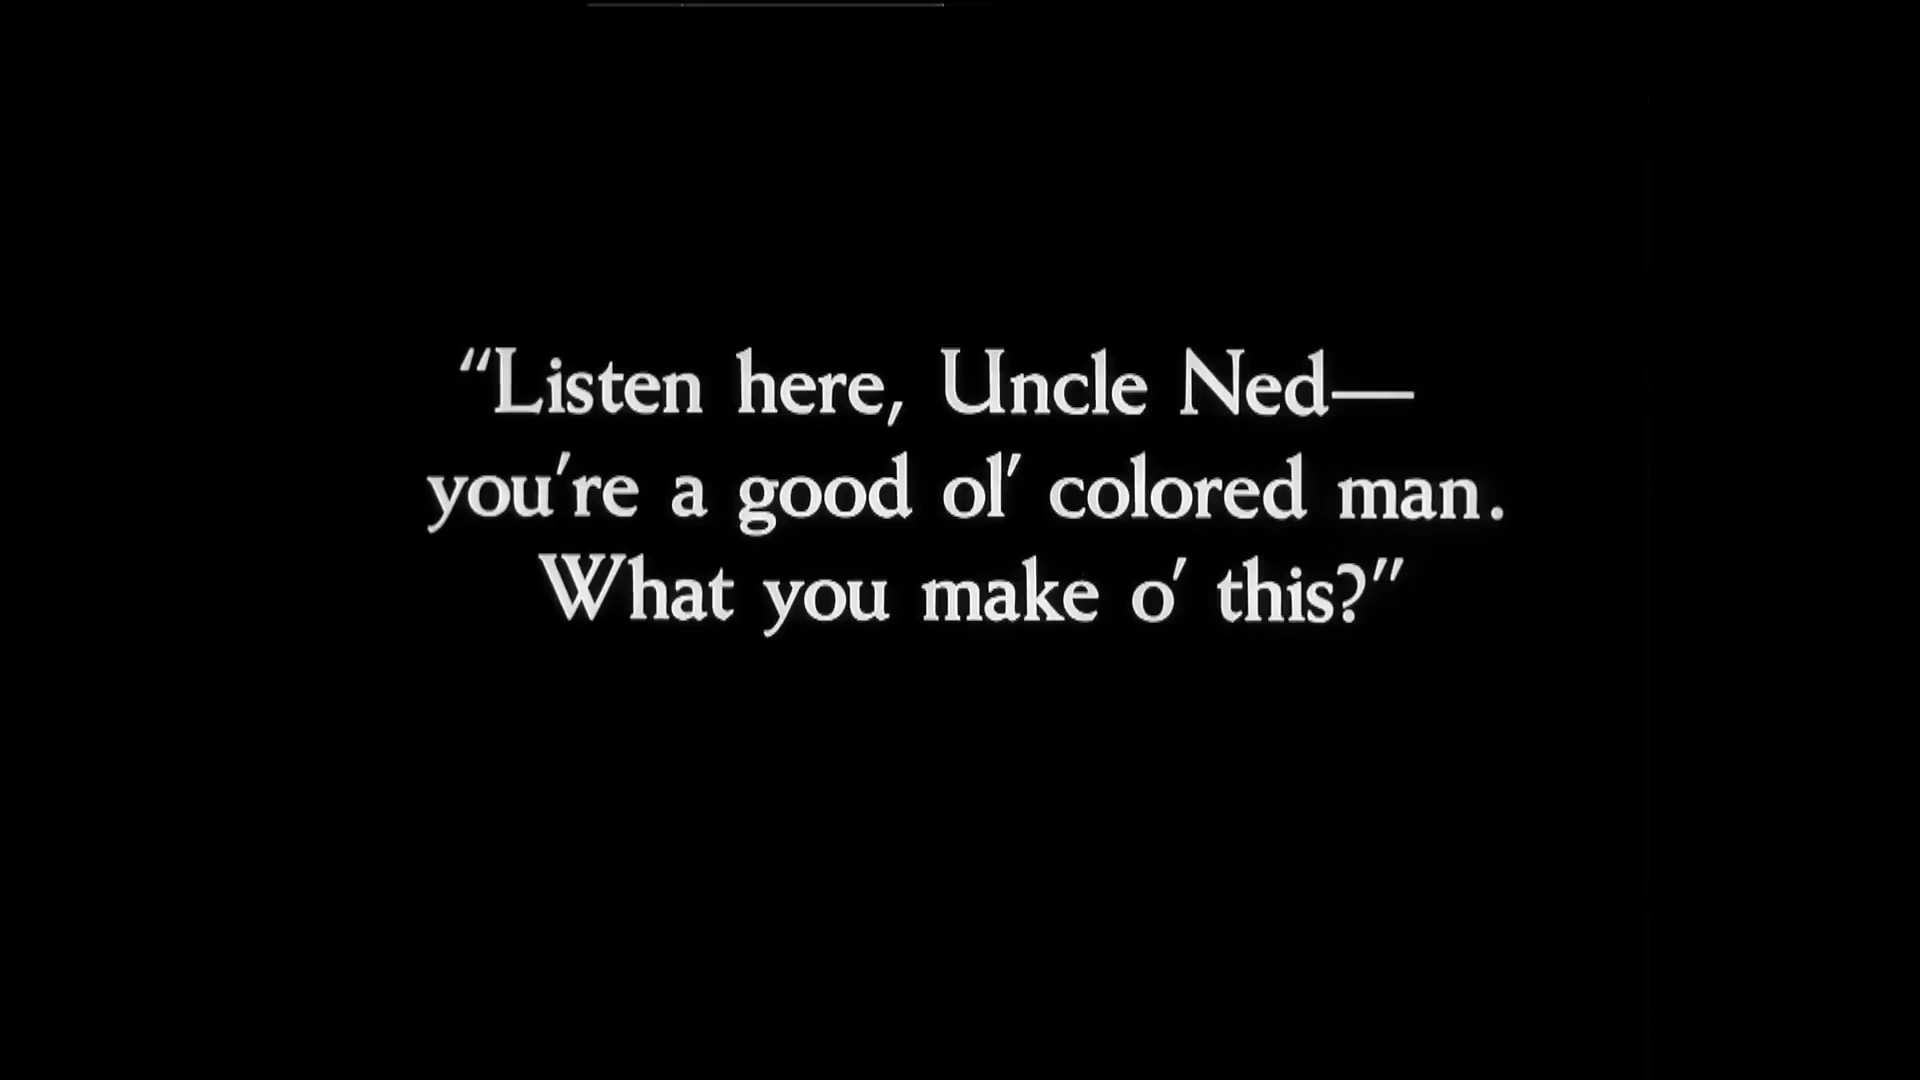 “Listen here, Uncle Ned—
you're a good ol' colored man.
What you make o' this?”